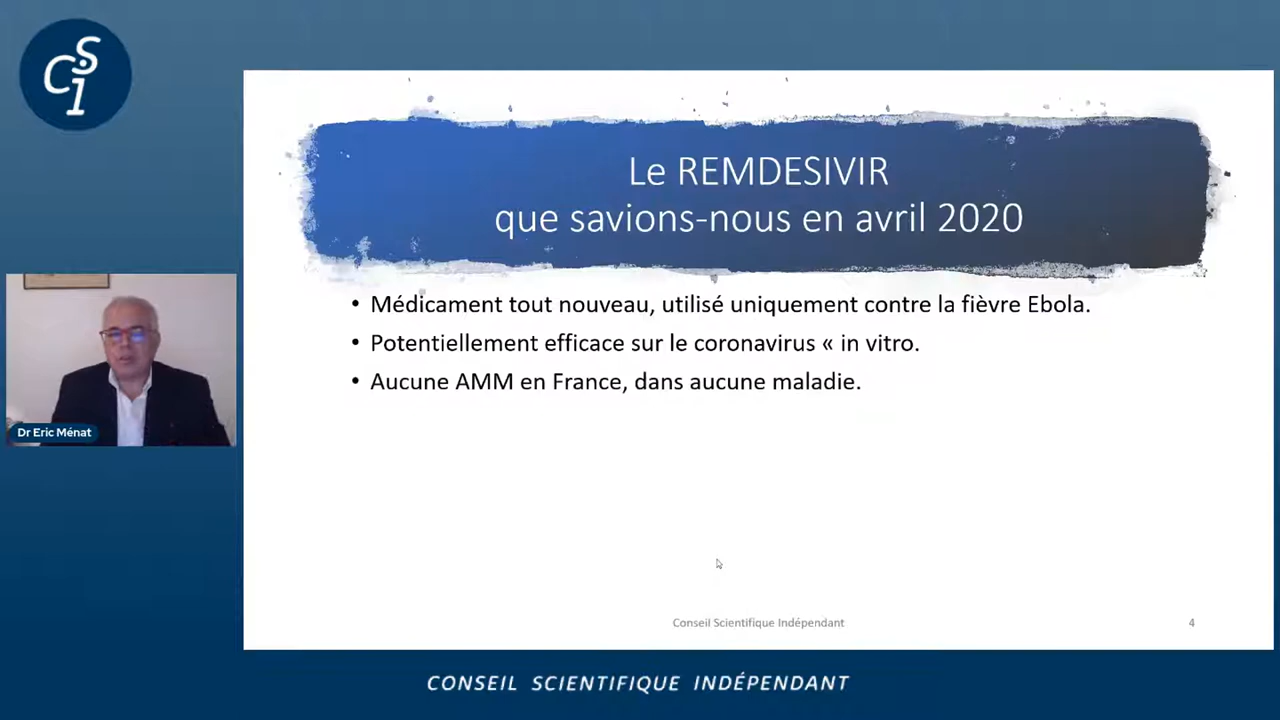 CSI
Le REMDESIVIR
que savions-nous en avril 2020
• Médicament tout nouveau, utilisé uniquement contre la fièvre Ebola.
• Potentiellement efficace sur le coronavirus « in vitro.
• Aucune AMM en France, dans aucune maladie.
Dr Eric Ménat
Conseil Scientifique Indépendant
4
CONSEIL SCIENTIFIQUE INDÉPENDANT